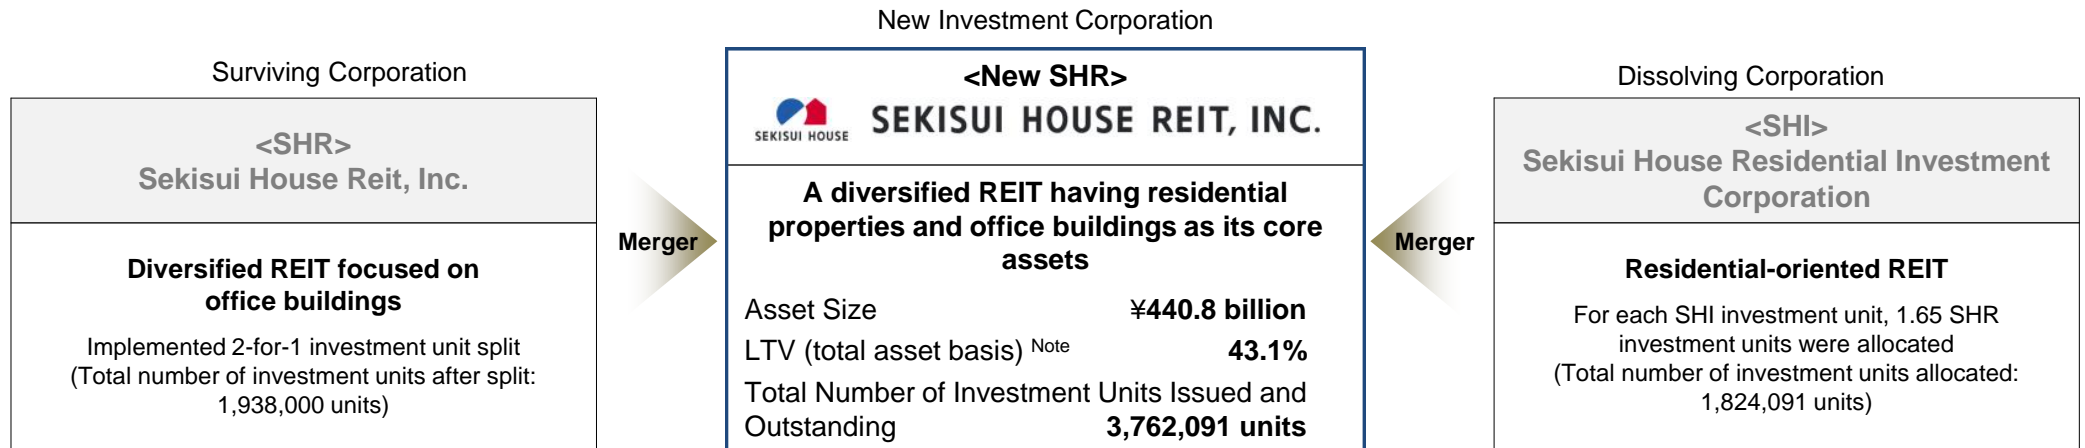 New Investment Corporation
Surviving Corporation
<SHR>
Sekisui House Reit, Inc.
Diversified REIT focused on
office buildings
Implemented 2-for-1 investment unit split
(Total number of investment units after split:
1,938,000 units)
Merger
<New SHR>
SEKISUI HOUSE
SEKISUI HOUSE REIT, INC.
A diversified REIT having residential
properties and office buildings as its core
assets
Asset Size ¥440.8 billion
LTV (total asset basis) Note 43.1%
Total Number of Investment Units Issued and
Outstanding 3,762,091 units
Merger
Dissolving Corporation
<SHI>
Sekisui House Residential Investment
Corporation
Residential-oriented REIT
For each SHI investment unit, 1.65 SHR
investment units were allocated
(Total number of investment units allocated:
1,824,091 units)